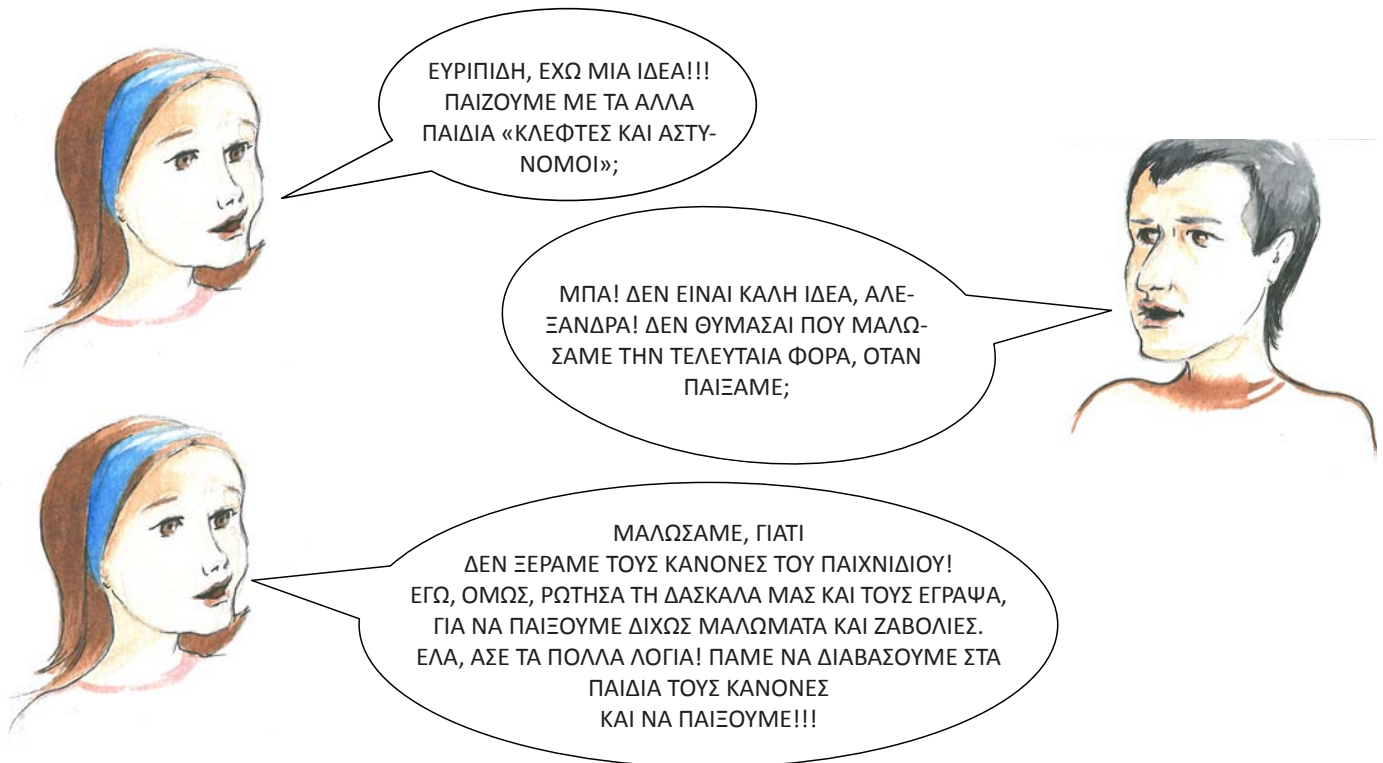 ΕΥΡΙΠΙΔΗ, ΕΧΩ ΜΙΑ ΙΔΕΑ!!!
ΠΑΙΖΟΥΜΕ ΜΕ ΤΑ ΑΛΛΑ
ΠΑΙΔΙΑ «ΚΛΕΦΤΕΣ ΚΑΙ ΑΣΤΥ-
ΝΟΜΟΙ»;
ΜΠΑ! ΔΕΝ ΕΙΝΑΙ ΚΑΛΗ ΙΔΕΑ, ΑΛΕ-
ΞΑΝΔΡΑ! ΔΕΝ ΘΥΜΑΣΑΙ ΠΟΥ ΜΑΛΩ-
ΣΑΜΕ ΤΗΝ ΤΕΛΕΥΤΑΙΑ ΦΟΡΑ, ΟΤΑΝ
ΠΑΙΞΑΜΕ;
ΜΑΛΩΣΑΜΕ, ΓΙΑΤΙ
ΔΕΝ ΞΕΡΑΜΕ ΤΟΥΣ ΚΑΝΟΝΕΣ ΤΟΥ ΠΑΙΧΝΙΔΙΟΥ!
ΕΓΩ, ΟΜΩΣ, ΡΩΤΗΣΑ ΤΗ ΔΑΣΚΑΛΑ ΜΑΣ ΚΑΙ ΤΟΥΣ ΕΓΡΑΨΑ,
ΓΙΑ ΝΑ ΠΑΙΞΟΥΜΕ ΔΙΧΩΣ ΜΑΛΩΜΑΤΑ ΚΑΙ ΖΑΒΟΛΙΕΣ.
ΕΛΑ, ΑΣΕ ΤΑ ΠΟΛΛΑ ΛΟΓΙΑ! ΠΑΜΕ ΝΑ ΔΙΑΒΑΣΟΥΜΕ ΣΤΑ
ΠΑΙΔΙΑ ΤΟΥΣ ΚΑΝΟΝΕΣ
ΚΑΙ ΝΑ ΠΑΙΞΟΥΜΕ!!!